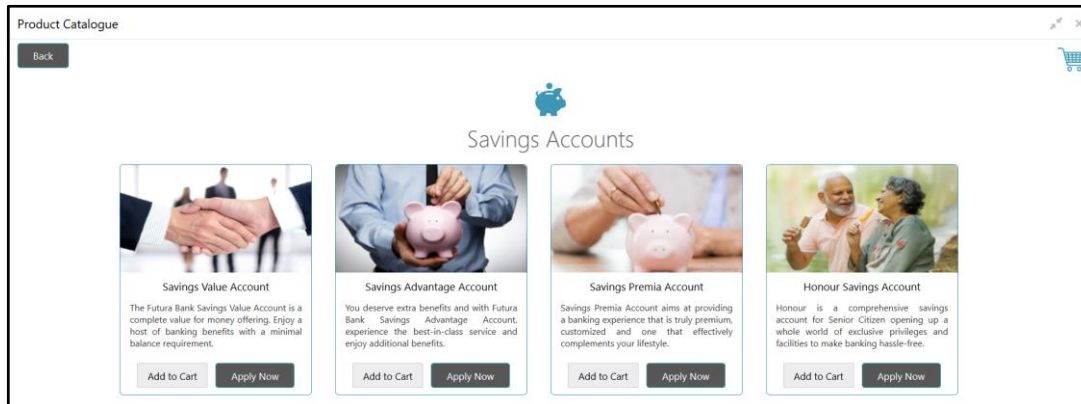 Product Catalogue
Back
Savings Accounts
Savings Value Account
The Futura Bank Savings Value Account is a
complete value for money offering. Enjoy a
host of banking benefits with a minimal
balance requirement.
Add to Cart
Apply Now
Savings Advantage Account
You deserve extra benefits and with Futura
Bank Savings Advantage Account,
experience the best-in-class service and
enjoy additional benefits.
Add to Cart
Apply Now
Savings Premia Account
Savings Premia Account aims at providing
a banking experience that is truly premium,
customized and one that effectively
complements your lifestyle.
Add to Cart
Apply Now
Honour Savings Account
Honour is a comprehensive savings
account for Senior Citizen opening up a
whole world of exclusive privileges and
facilities to make banking hassle-free.
Add to Cart
Apply Now